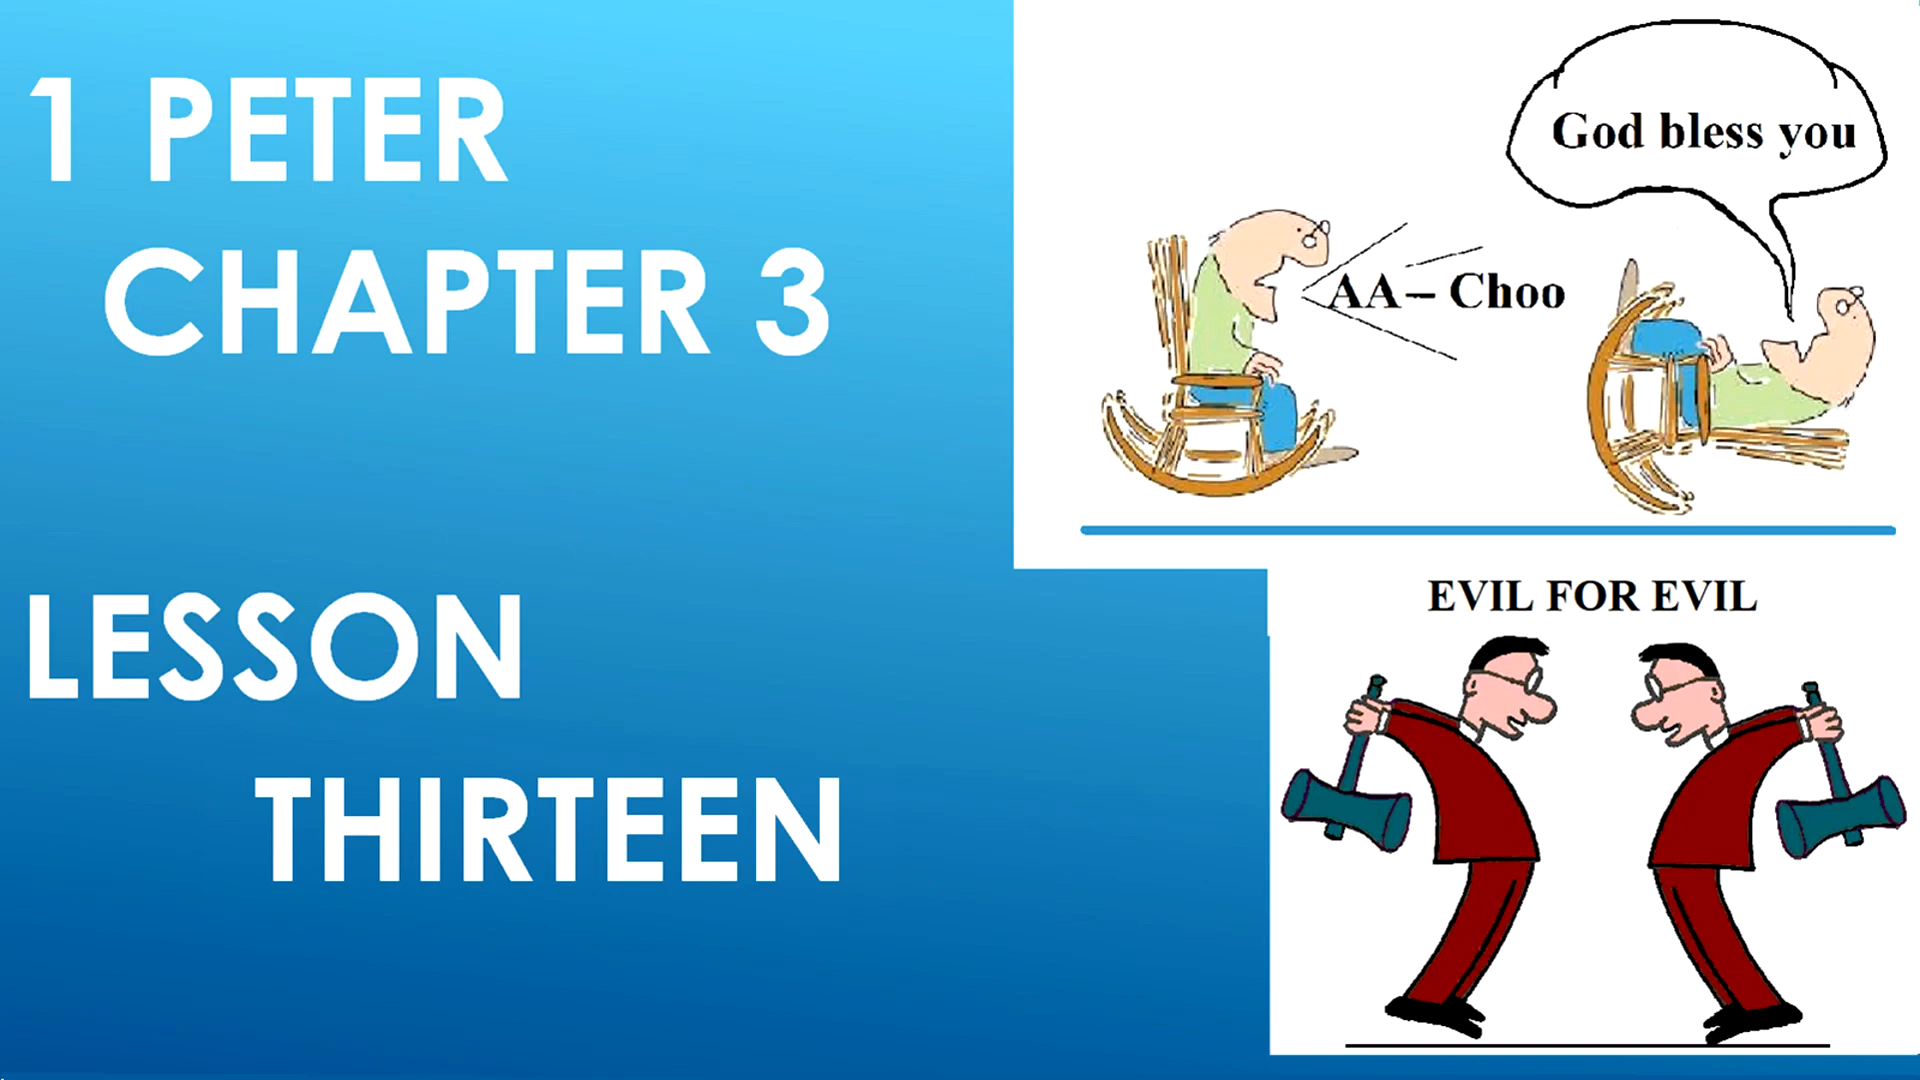 1 PETER
CHAPTER 3
LESSON
THIRTEEN
God bless you
AA – Choo
EVIL FOR EVIL